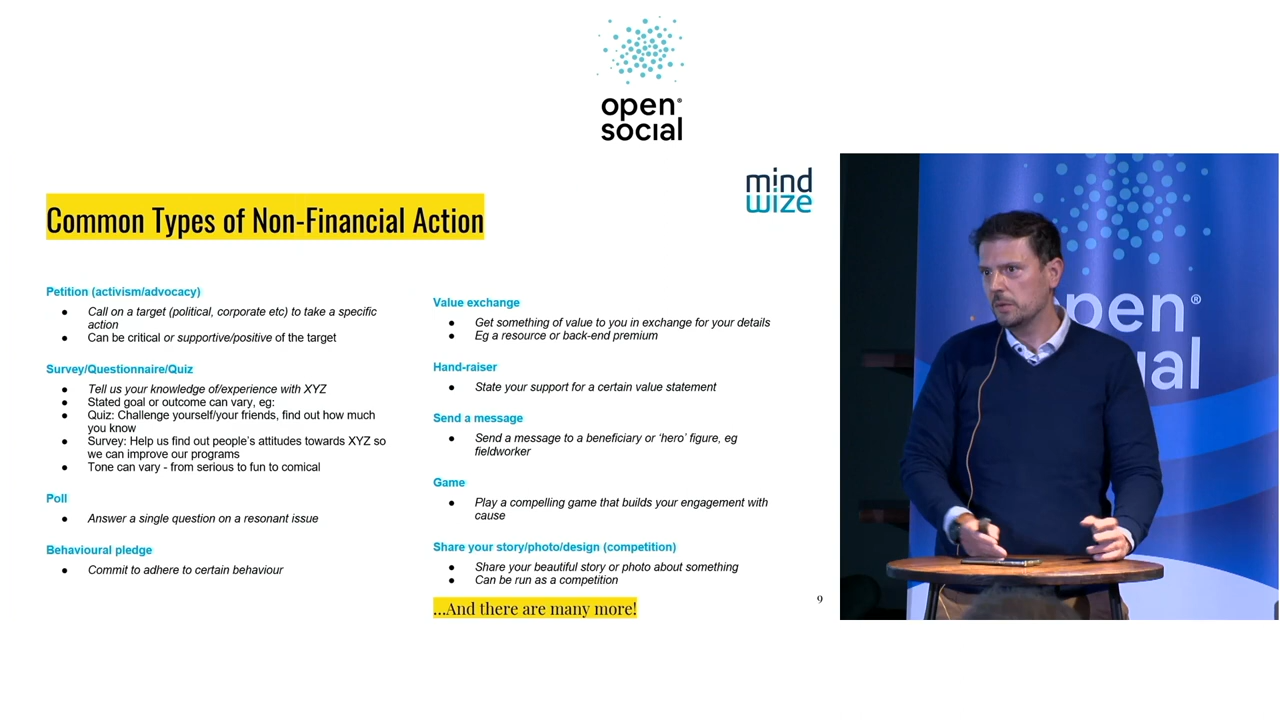 open®
social
mind
wize
Common Types of Non-Financial Action
Petition (activism/advocacy)
● Call on a target (political, corporate etc) to take a specific
action
● Can be critical or supportive/positive of the target
Survey/Questionnaire/Quiz
● Tell us your knowledge of/experience with XYZ
● Stated goal or outcome can vary, eg:
● Quiz: Challenge yourself/your friends, find out how much
you know
● Survey: Help us find out people's attitudes towards XYZ so
we can improve our programs
● Tone can vary - from serious to fun to comical
Poll
● Answer a single question on a resonant issue
Behavioural pledge
● Commit to adhere to certain behaviour
Value exchange
● Get something of value to you in exchange for your details
● Eg a resource or back-end premium
Hand-raiser
● State your support for a certain value statement
Send a message
● Send a message to a beneficiary or ‘hero’ figure, eg
fieldworker
Game
● Play a compelling game that builds your engagement with
cause
Share your story/photo/design (competition)
● Share your beautiful story or photo about something
● Can be run as a competition
...And there are many more!
9
pen®
ial